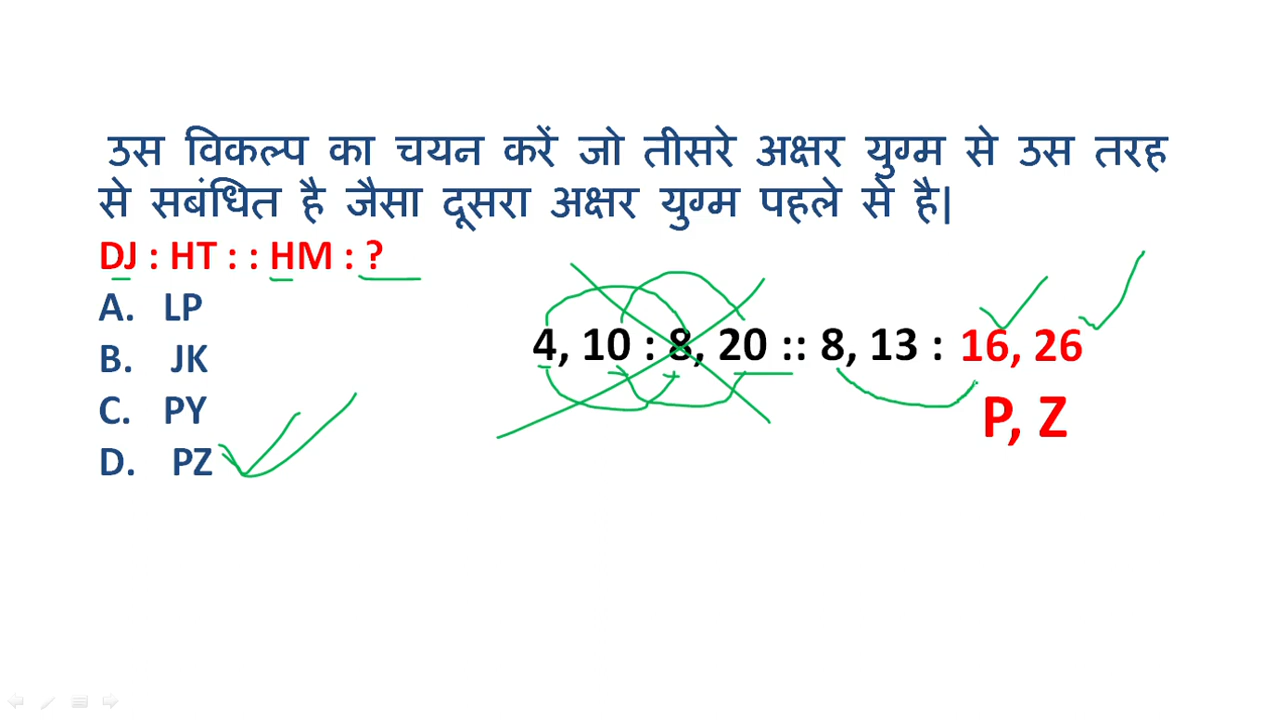 उस विकल्प का चयन करें जो तीसरे अक्षर युग्म से उस तरह
से सबंधित है जैसा दूसरा अक्षर युग्म पहले से है|
DJ : HT : : HM : ?
A. LP
B. JK
C. PY
D. PZ
4, 10 : 8, 20 :: 8, 13 : 16, 26
P, Z